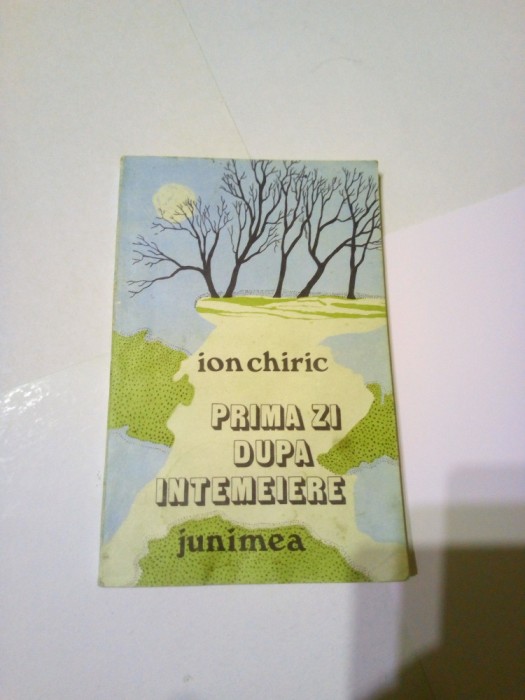 ion chiric
PRIMA ZI
DUPA
INTEMEIERE
junimea